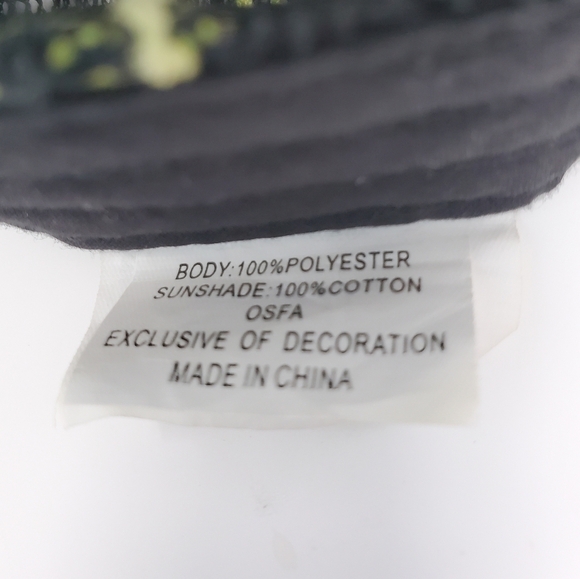 BODY:100%POLYESTER
SUNSHADE:100%COTTON
OSFA
EXCLUSIVE OF DECORATION
MADE IN CHINA